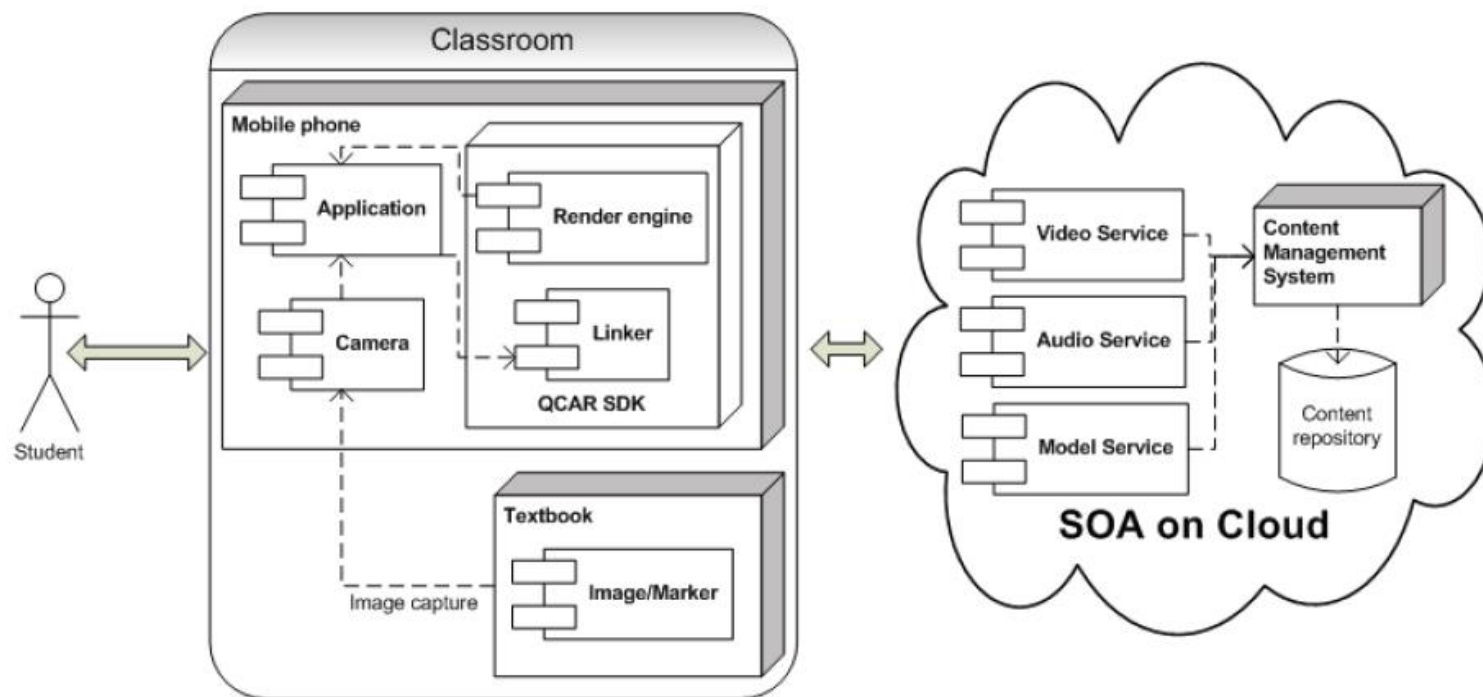 Classroom
Mobile phone
Application
Render engine
Camera
Linker
QCAR SDK
Student
Textbook
Image/Marker
Image capture
Video Service
Audio Service
Model Service
Content
Management
System
Content
repository
SOA on Cloud